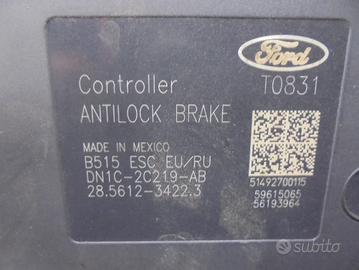 Ford
Controller T0831
ANTILOCK BRAKE
MADE IN MEXICO
B515 ESC EU/RU
DN1C-2C219-AB
28.5612-3422.3
51492700115
59615065
56193964
subito